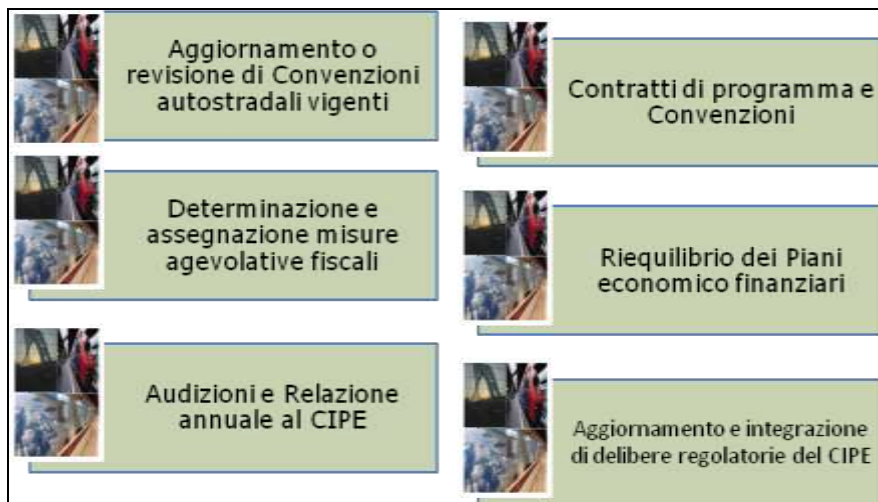 Aggiornamento o
revisione di Convenzioni
autostradali vigenti
Contratti di programma e
Convenzioni
Determinazione e
assegnazione misure
agevolative fiscali
Riequilibrio dei Piani
economico finanziari
Audizioni e Relazione
annuale al CIPE
Aggiornamento e integrazione
di delibere regolatorie del CIPE